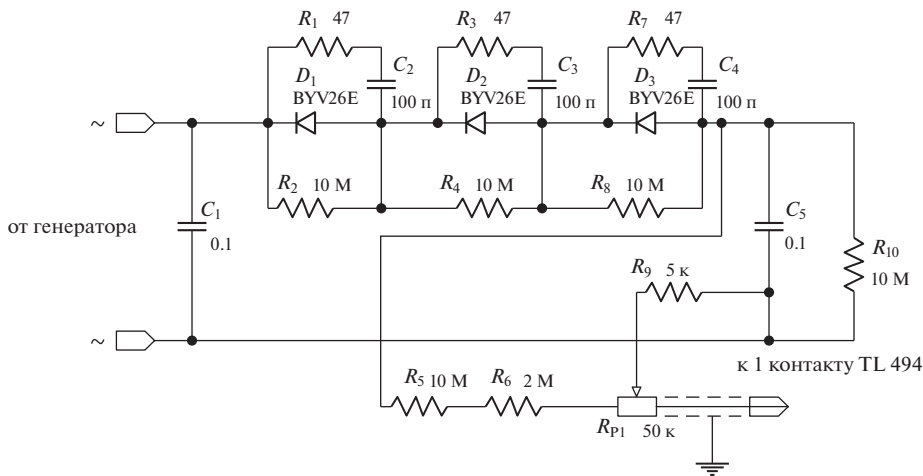 R1 47
R3 47
R7 47
C2
C3
C4
D1
D2
D3
BYV26E
BYV26E
BYV26E
100 п
100 п
100 п
~
R2 10 М
R4 10 М
R8 10 М
от генератора
C1
0.1
C5
0.1
R9 5 к
R10
10 М
~
к 1 контакту TL 494
R5 10 М
R6 2 М
RP1 50 к